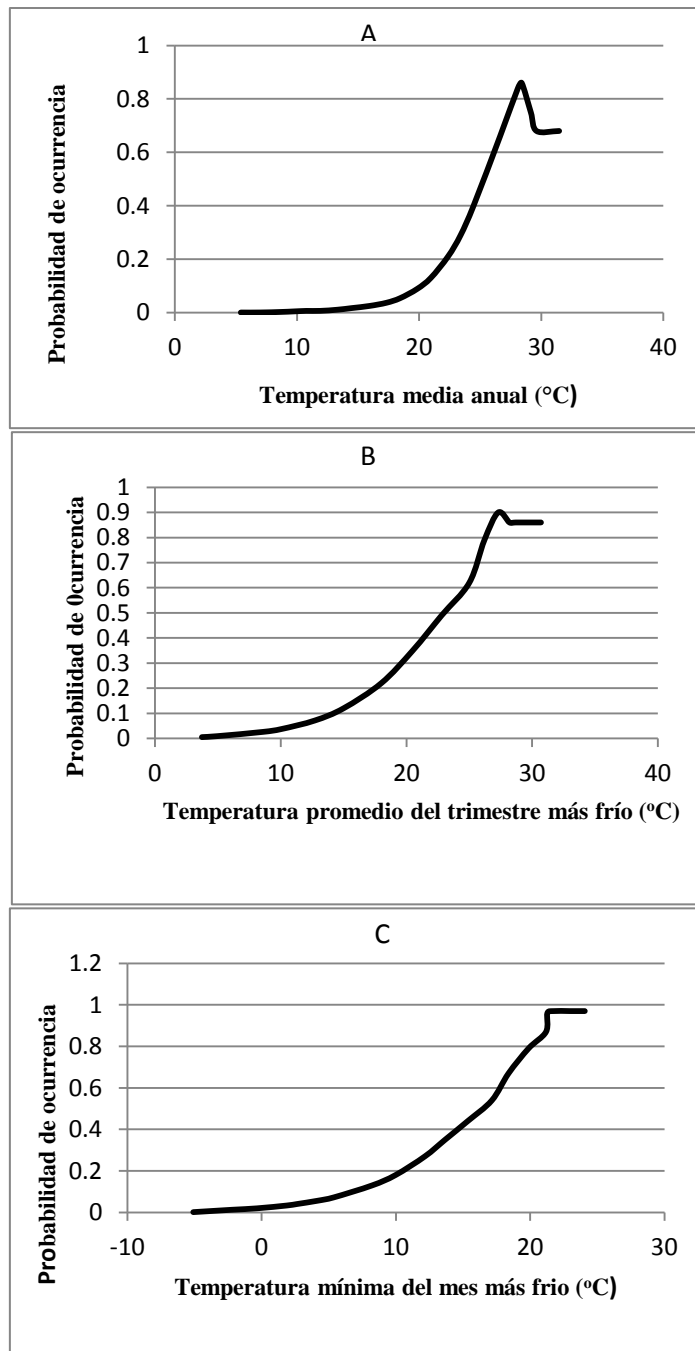 A
Probabilidad de ocurrencia
1
0.8
0.6
0.4
0.2
0
0 10 20 30 40
Temperatura media anual (°C)
B
Probabilidad de 0currencia
1
0.9
0.8
0.7
0.6
0.5
0.4
0.3
0.2
0.1
0
0 10 20 30 40
Temperatura promedio del trimestre más frío (ºC)
C
Probabilidad de ocurrencia
1.2
1
0.8
0.6
0.4
0.2
0
-10 0 10 20 30
Temperatura mínima del mes más frio (ºC)